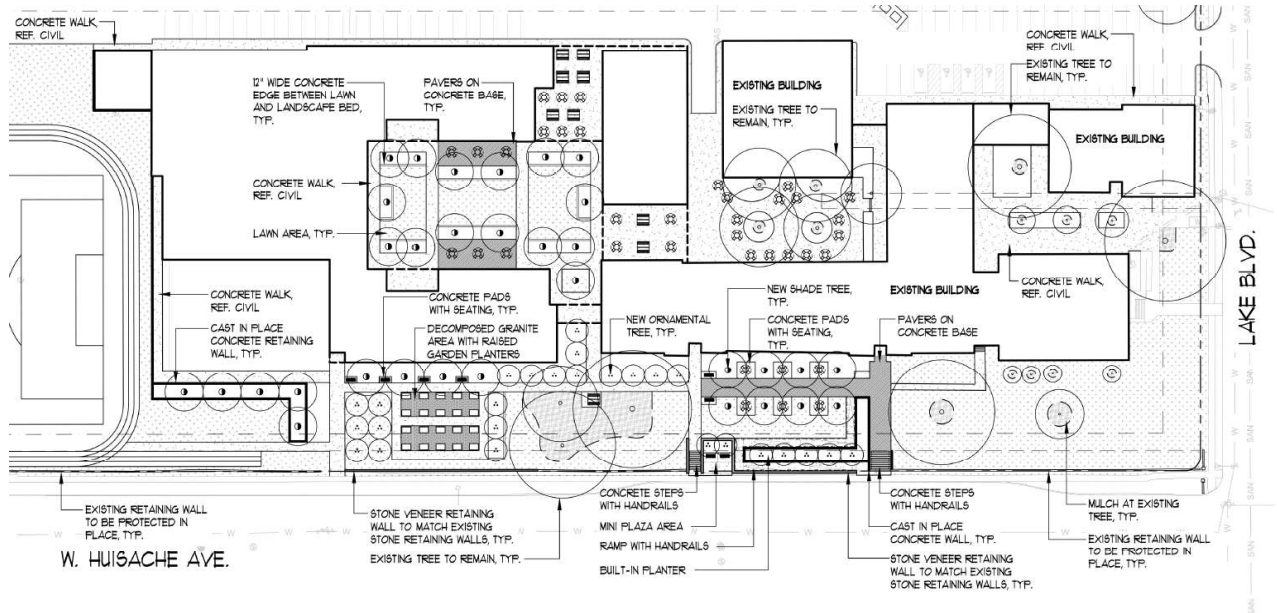 CONCRETE WALK,
REF. CIVIL
12" WIDE CONCRETE
EDGE BETWEEN LAWN
AND LANDSCAPE BED,
TYP.
PAVERS ON
CONCRETE BASE,
TYP.
EXISTING BUILDING
EXISTING TREE TO
REMAIN, TYP.
CONCRETE WALK,
REF. CIVIL
EXISTING TREE TO
REMAIN, TYP.
EXISTING BUILDING
CONCRETE WALK,
REF. CIVIL
LAWN AREA, TYP.
CONCRETE WALK,
REF. CIVIL
CAST IN PLACE
CONCRETE RETAINING
WALL, TYP.
CONCRETE PADS
WITH SEATING, TYP.
DECOMPOSED GRANITE
AREA WITH RAISED
GARDEN PLANTERS
NEW ORNAMENTAL
TREE, TYP.
NEW SHADE TREE,
TYP.
CONCRETE PADS
WITH SEATING,
TYP.
EXISTING BUILDING
PAVERS ON
CONCRETE BASE
CONCRETE WALK,
REF. CIVIL
LAKE BLVD.
EXISTING RETAINING WALL
TO BE PROTECTED IN
PLACE, TYP.
W. HUISACHE AVE.
STONE VENEER RETAINING
WALL TO MATCH EXISTING
STONE RETAINING WALLS, TYP.
EXISTING TREE TO REMAIN, TYP.
CONCRETE STEPS
WITH HANDRAILS
MINI PLAZA AREA
RAMP WITH HANDRAILS
BUILT-IN PLANTER
CONCRETE STEPS
WITH HANDRAILS
CAST IN PLACE
CONCRETE WALL, TYP.
STONE VENEER RETAINING
WALL TO MATCH EXISTING
STONE RETAINING WALLS, TYP.
MULCH AT EXISTING
TREE, TYP.
EXISTING RETAINING WALL
TO BE PROTECTED IN
PLACE, TYP.